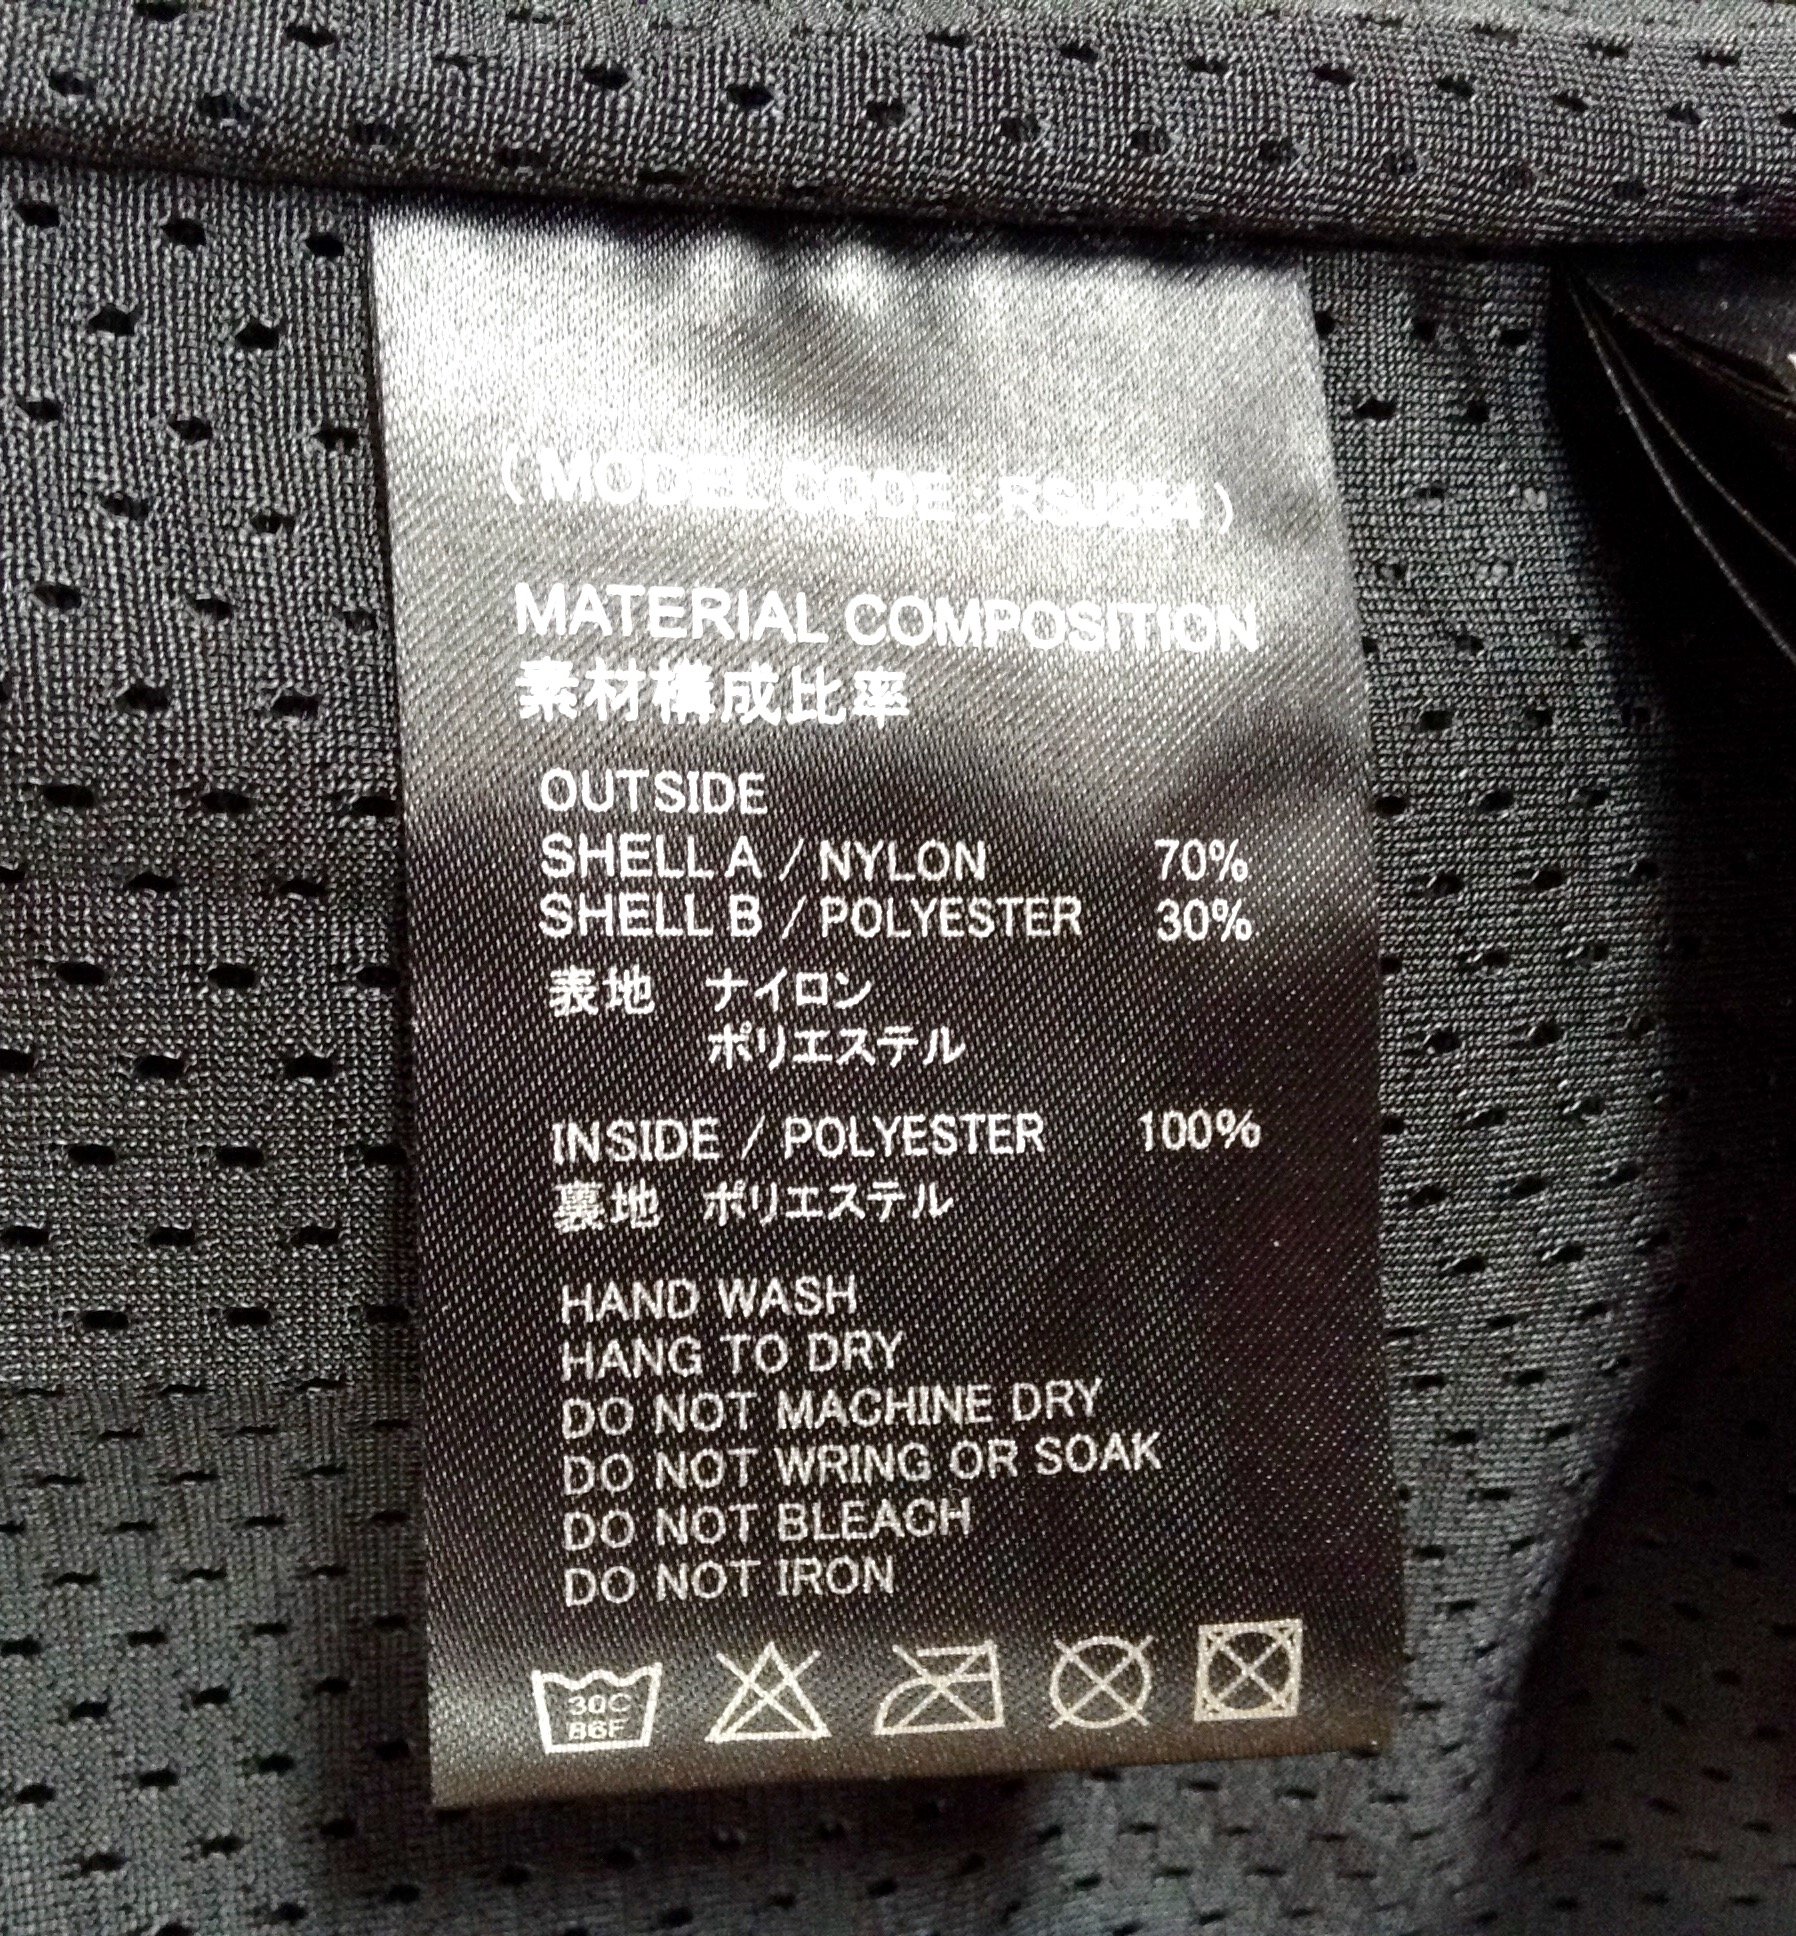 (MODEL CODE : RSJ264)
MATERIAL COMPOSITION
素材構成比率
OUTSIDE
SHELL A / NYLON 70%
SHELL B / POLYESTER 30%
表地 ナイロン
ポリエステル
INSIDE / POLYESTER 100%
裏地 ポリエステル
HAND WASH
HANG TO DRY
DO NOT MACHINE DRY
DO NOT WRING OR SOAK
DO NOT BLEACH
DO NOT IRON
30C
86F